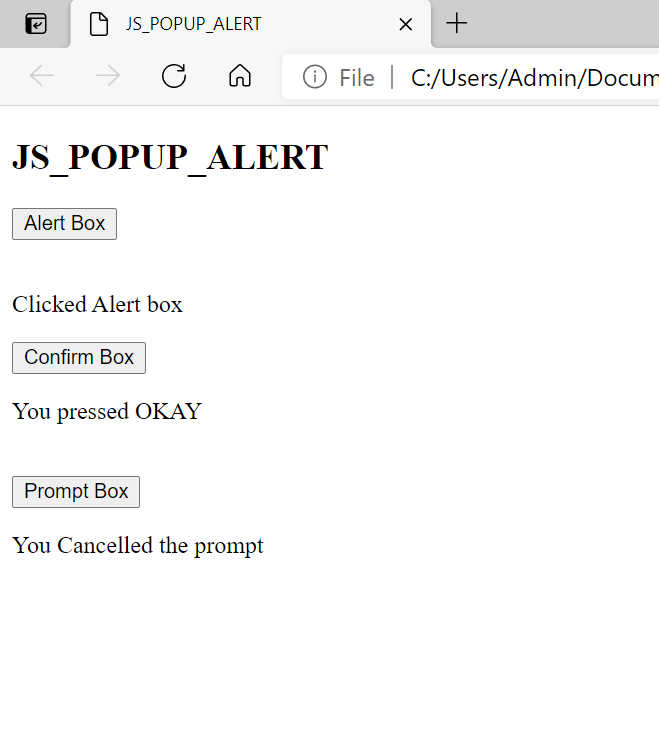 JS_POPUP_ALERT
File | C:/Users/Admin/Docum
JS_POPUP_ALERT
Alert Box
Clicked Alert box
Confirm Box
You pressed OKAY
Prompt Box
You Cancelled the prompt